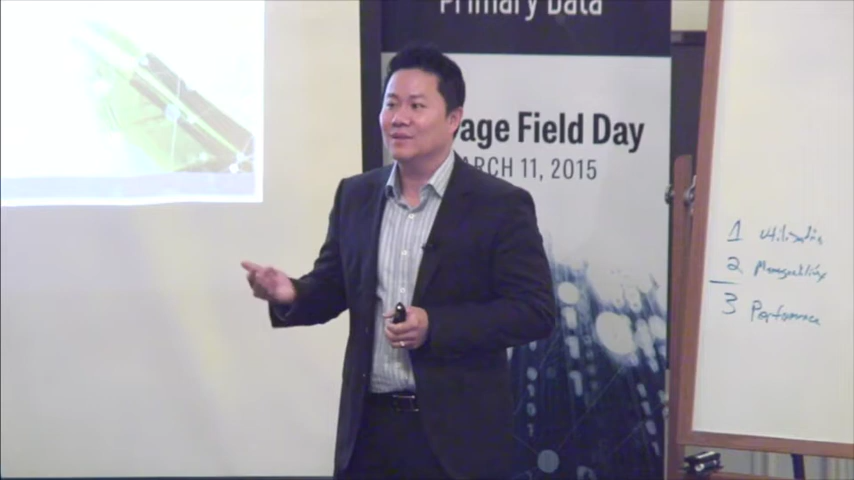 Primary Data
age Field Day
ARCH 11, 2015
1 Utilization
2 Manageability
3 Performance